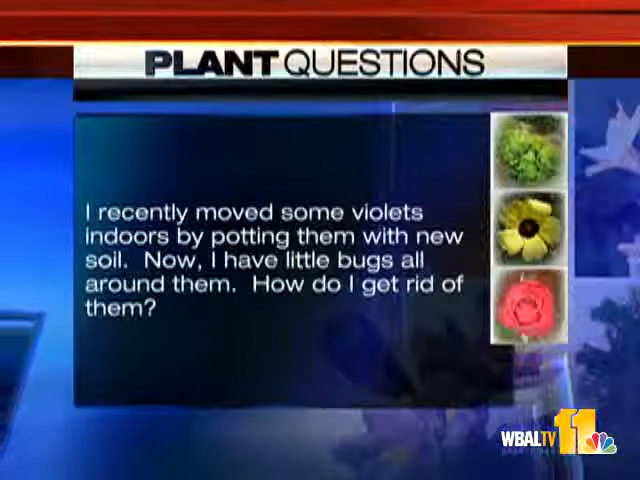 PLANT QUESTIONS
I recently moved some violets
indoors by potting them with new
soil. Now, I have little bugs all
around them. How do I get rid of
them?
WBALTV 11